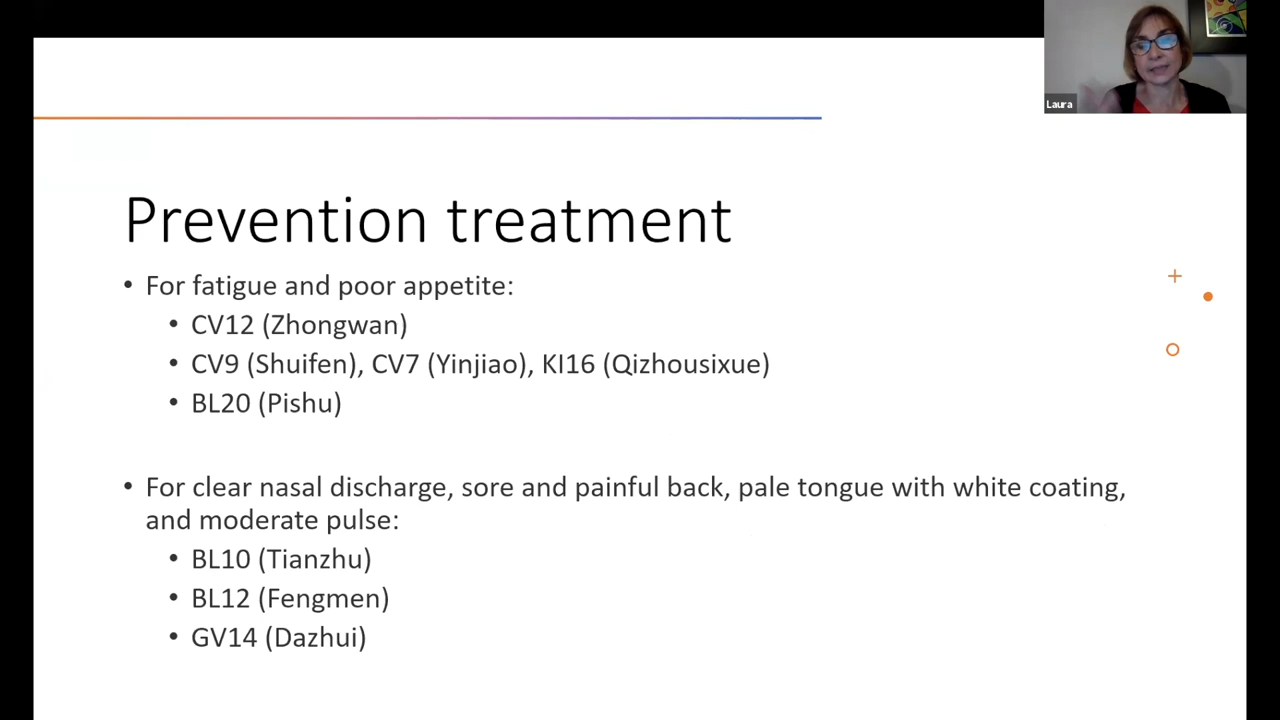 Laura
Prevention treatment
• For fatigue and poor appetite:
• CV12 (Zhongwan)
• CV9 (Shuifen), CV7 (Yinjiao), KI16 (Qizhousixue)
• BL20 (Pishu)
• For clear nasal discharge, sore and painful back, pale tongue with white coating,
and moderate pulse:
• BL10 (Tianzhu)
• BL12 (Fengmen)
• GV14 (Dazhui)